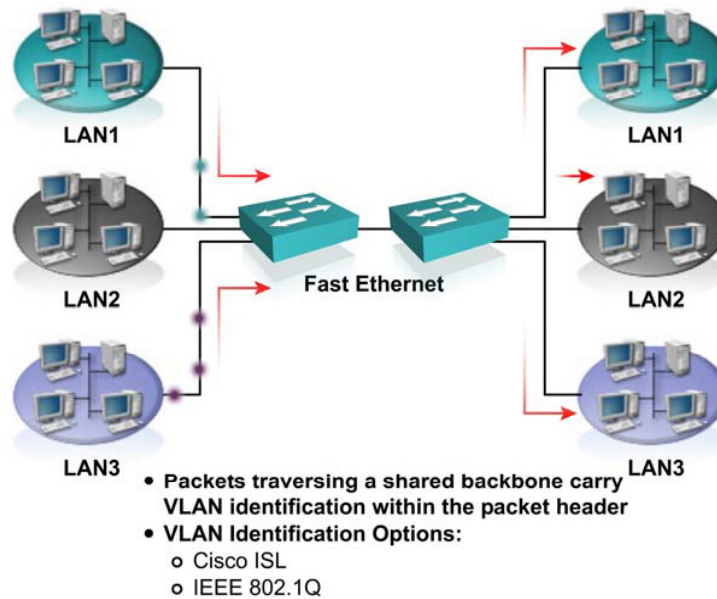 LAN1
LAN1
LAN2
LAN2
Fast Ethernet
LAN3
LAN3
• Packets traversing a shared backbone carry
VLAN identification within the packet header
• VLAN Identification Options:
o Cisco ISL
o IEEE 802.1Q